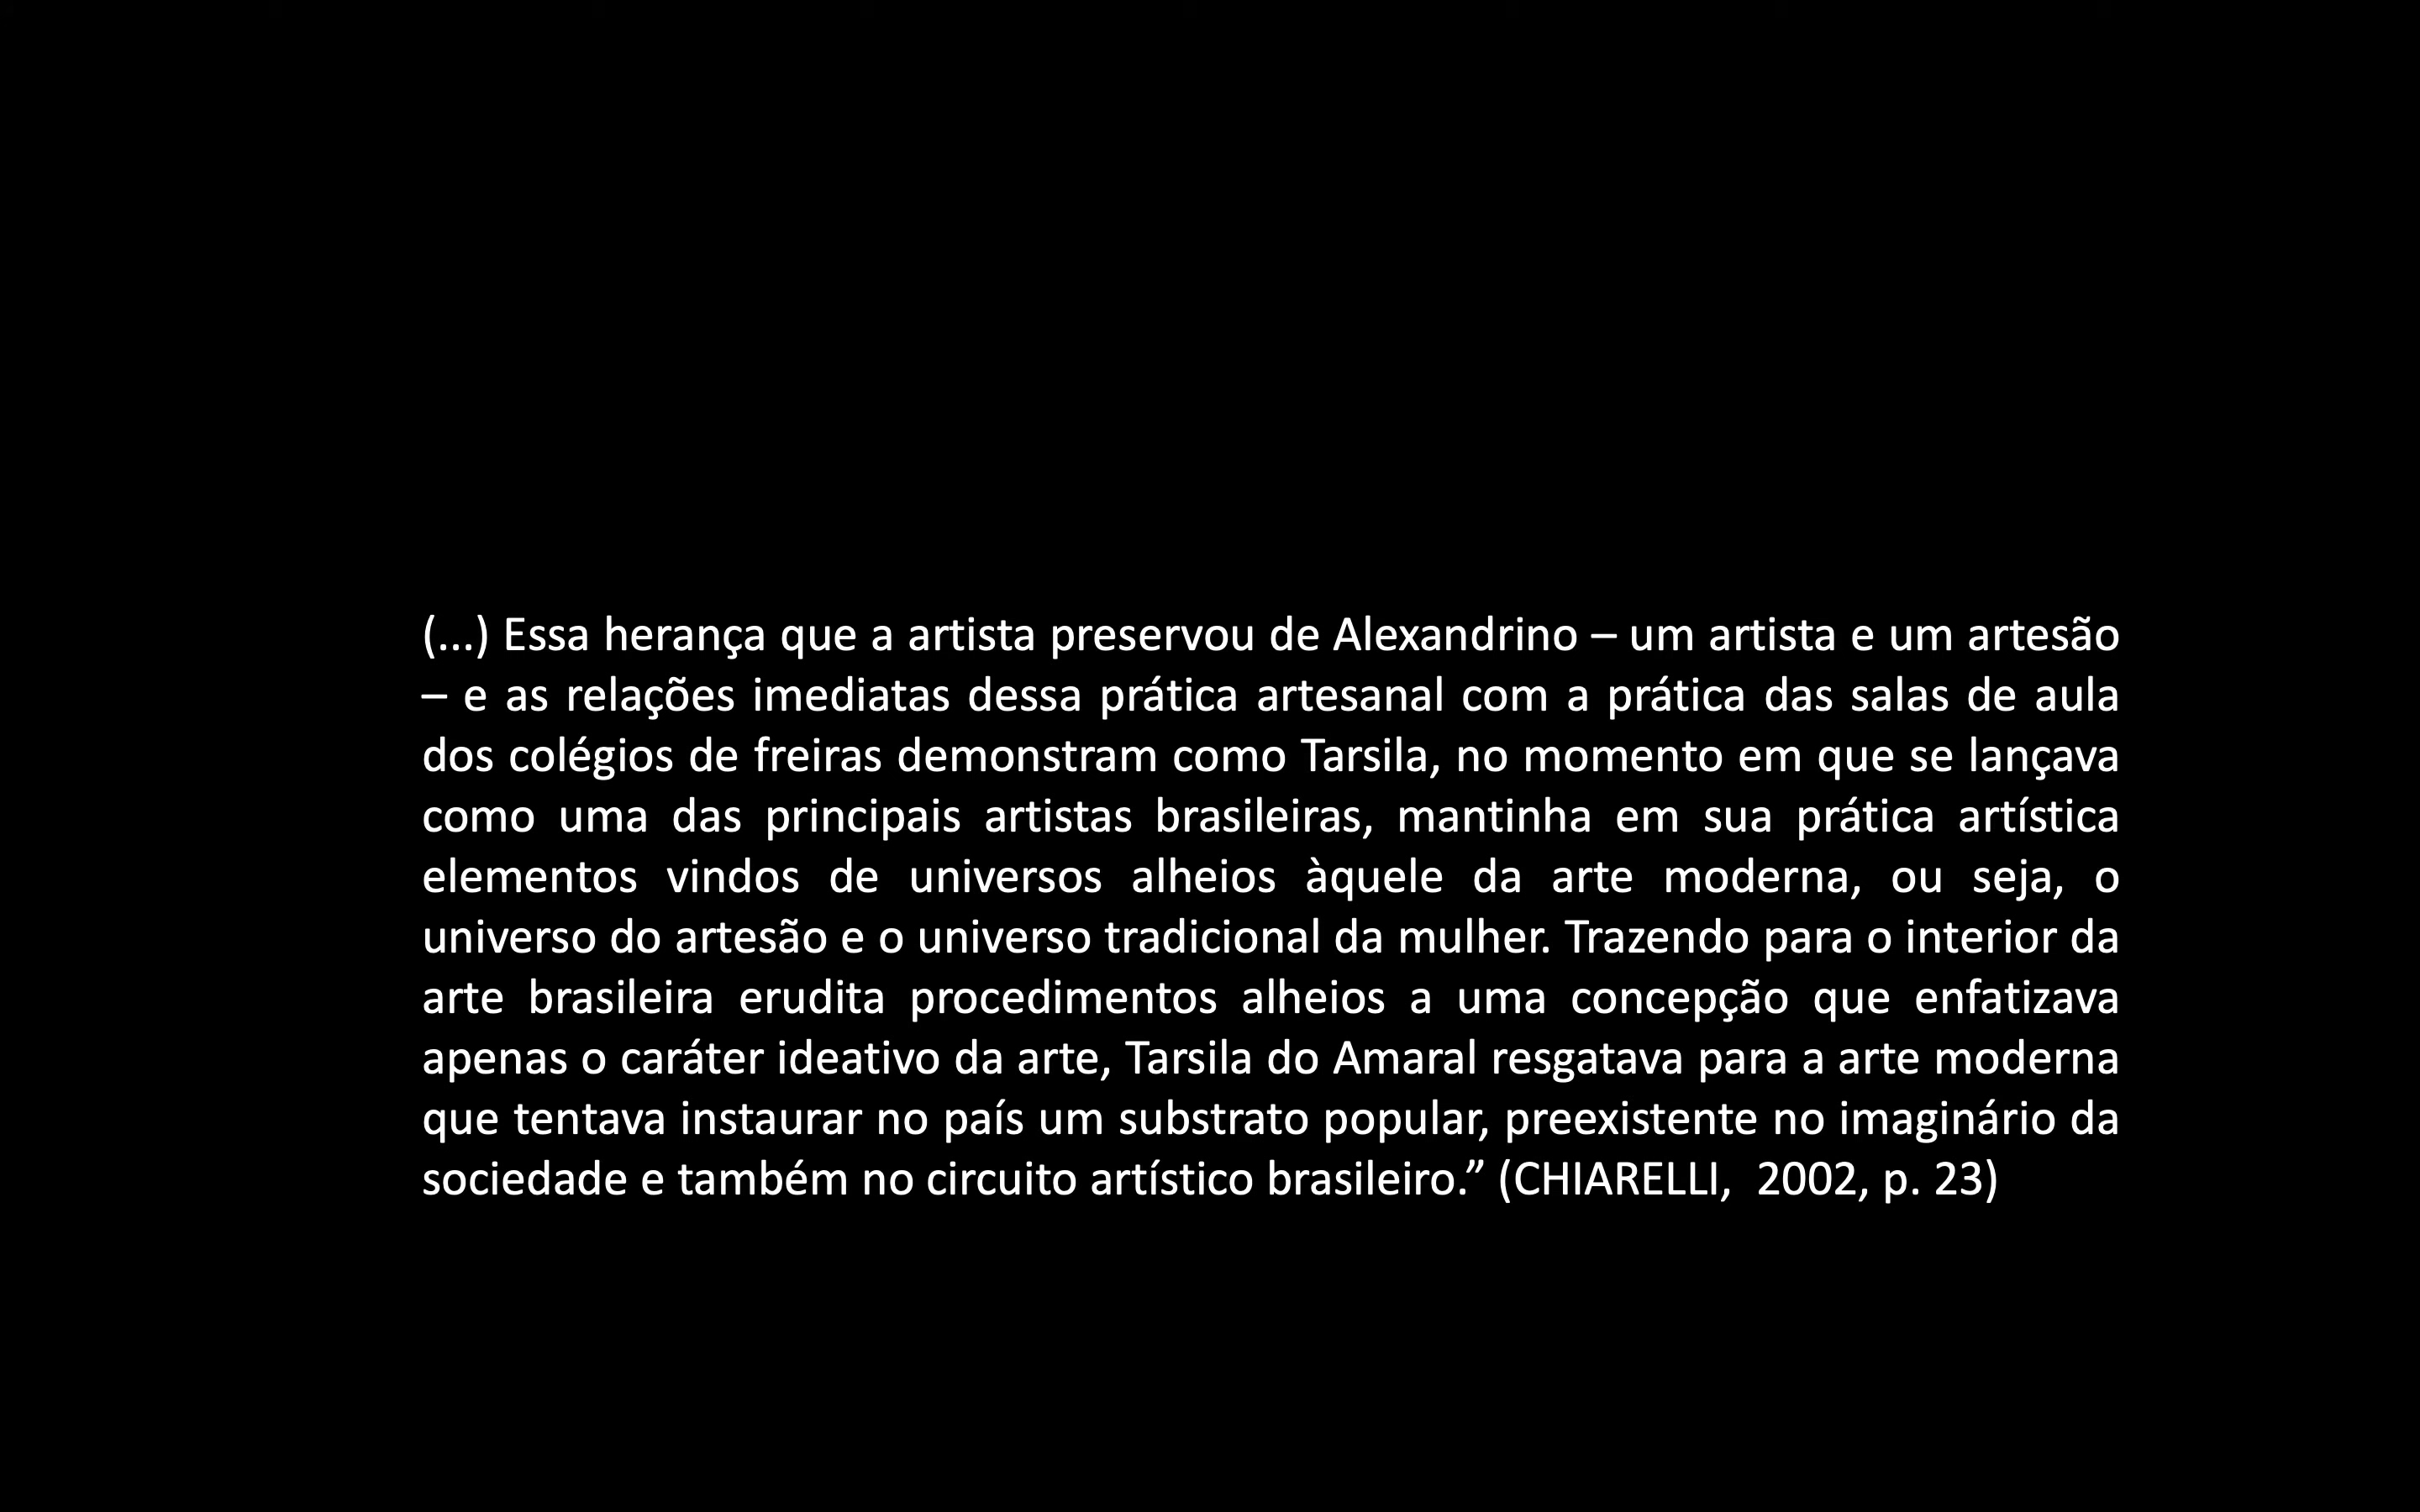 (...) Essa herança que a artista preservou de Alexandrino – um artista e um artesão
– e as relações imediatas dessa prática artesanal com a prática das salas de aula
dos colégios de freiras demonstram como Tarsila, no momento em que se lançava
como uma das principais artistas brasileiras, mantinha em sua prática artística
elementos vindos de universos alheios àquele da arte moderna, ou seja, o
universo do artesão e o universo tradicional da mulher. Trazendo para o interior da
arte brasileira erudita procedimentos alheios a uma concepção que enfatizava
apenas o caráter ideativo da arte, Tarsila do Amaral resgatava para a arte moderna
que tentava instaurar no país um substrato popular, preexistente no imaginário da
sociedade e também no circuito artístico brasileiro.” (CHIARELLI,  2002, p. 23)